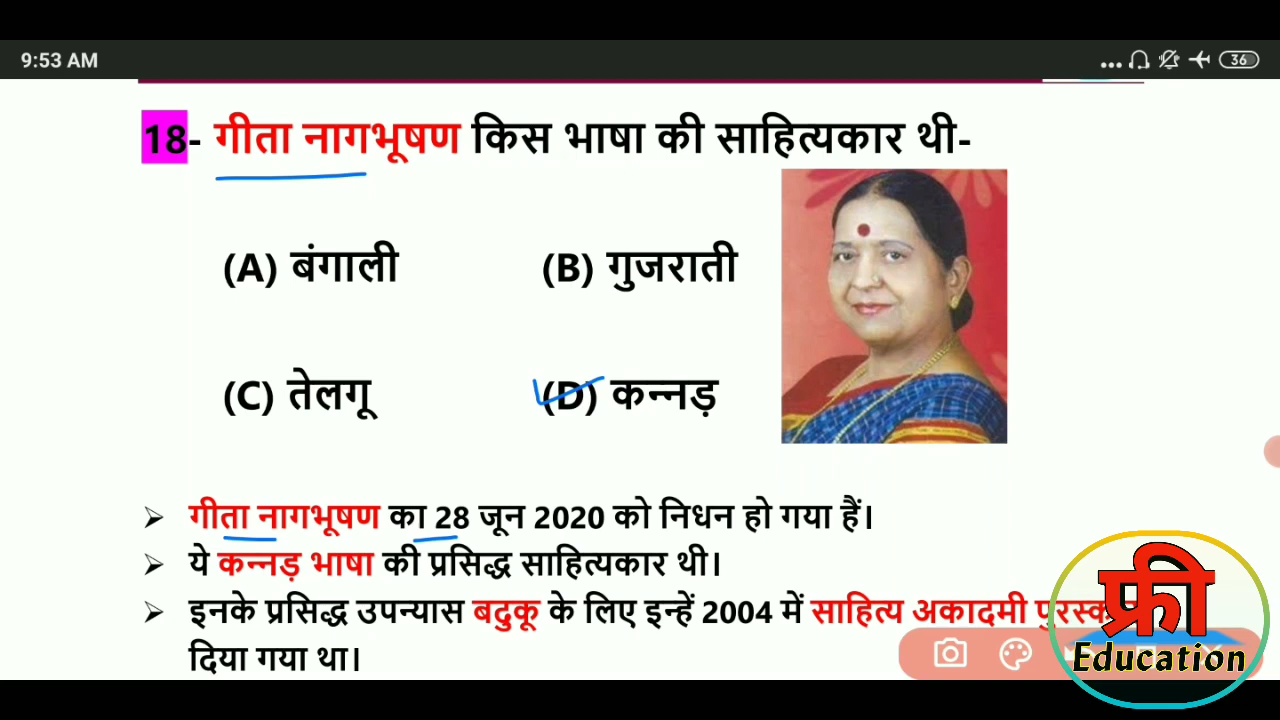 9:53 AM
36
18- गीता नागभूषण किस भाषा की साहित्यकार थी-
(A) बंगाली (B) गुजराती
(C) तेलगू (D) कन्नड़
➢ गीता नागभूषण का 28 जून 2020 को निधन हो गया हैं।
➢ ये कन्नड़ भाषा की प्रसिद्ध साहित्यकार थी।
➢ इनके प्रसिद्ध उपन्यास बदुकू के लिए इन्हें 2004 में साहित्य अकादमी
दिया गया था।
फ्री
Education